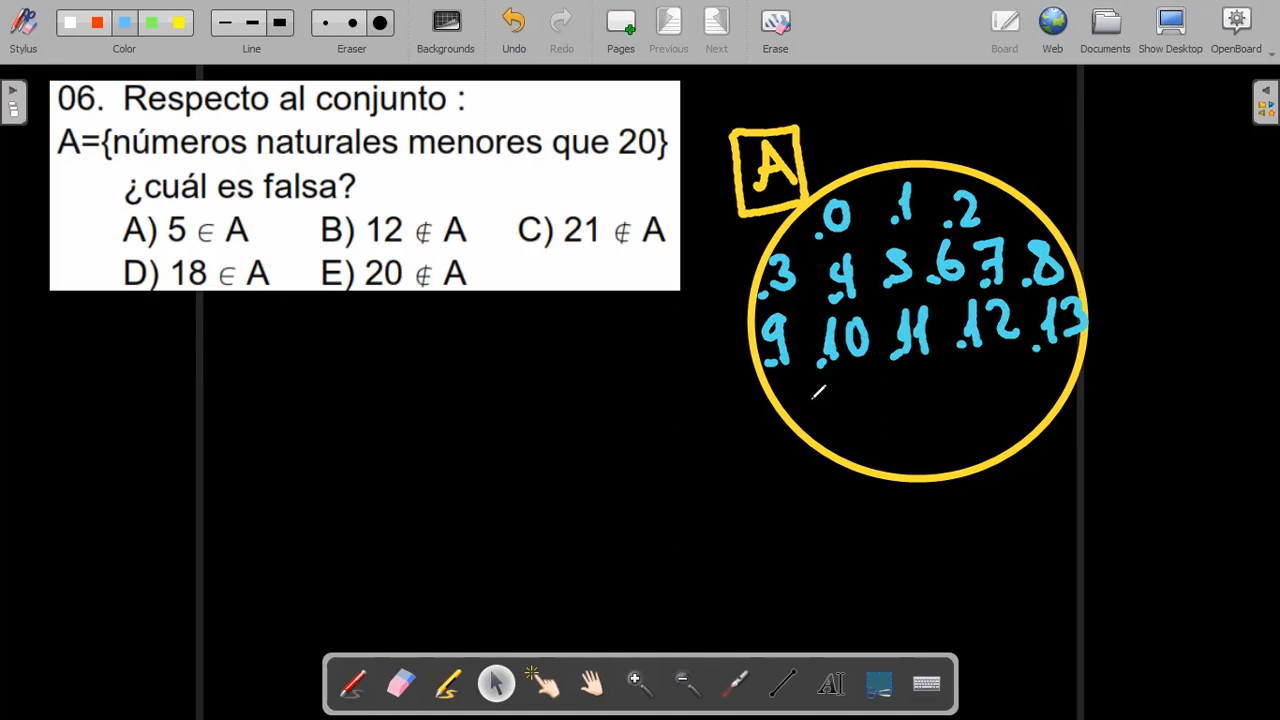 Stylus Color Line Eraser Backgrounds Undo Redo Pages Previous Next Erase Board Web Documents Show Desktop OpenBoard
06. Respecto al conjunto :
A={números naturales menores que 20}
¿cuál es falsa?
A) 5 ∈ A B) 12 ∉ A C) 21 ∉ A
D) 18 ∈ A E) 20 ∉ A
A
.0 .1 .2
.3 .4 .5 .6 .7 .8
.9 .10 .11 .12 .13
AI